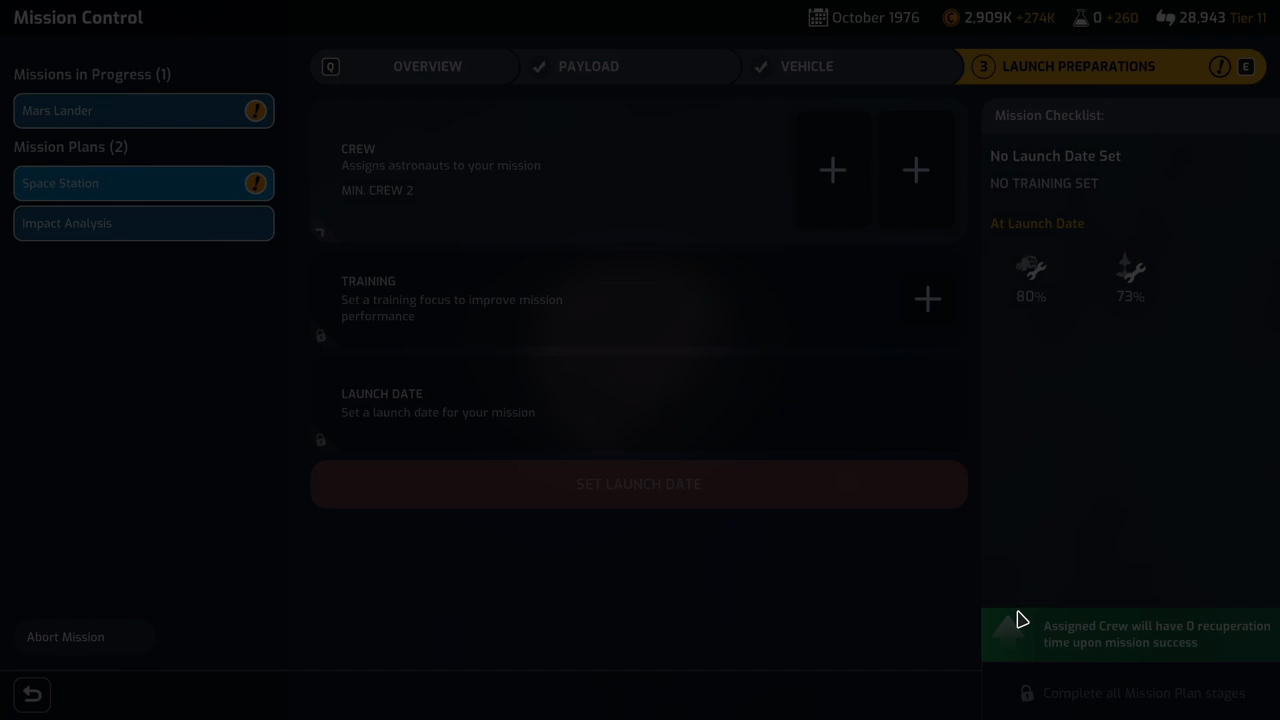 Mission Control
October 1976
2,909K +274K
0 +260
28,943 Tier 11
Missions in Progress (1)
Mars Lander
Mission Plans (2)
Space Station
Impact Analysis
Abort Mission
Q
OVERVIEW
PAYLOAD
VEHICLE
3
LAUNCH PREPARATIONS
E
CREW
Assigns astronauts to your mission
MIN. CREW 2
TRAINING
Set a training focus to improve mission
performance
LAUNCH DATE
Set a launch date for your mission
SET LAUNCH DATE
Mission Checklist:
No Launch Date Set
NO TRAINING SET
At Launch Date
80%
73%
Assigned Crew will have 0 recuperation
time upon mission success
Complete all Mission Plan stages